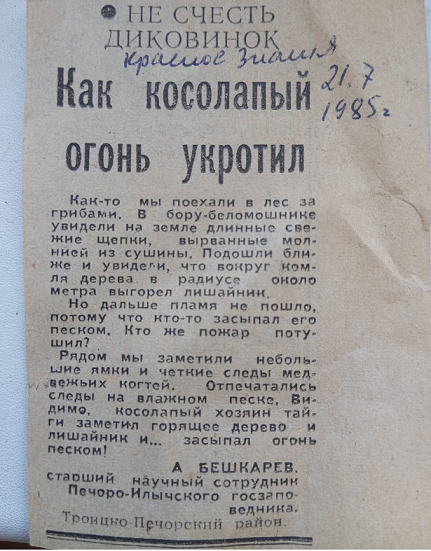 ● НЕ СЧЕСТЬ
ДИКОВИНОК
Красное Знамя
21.7
1985г
Как косолапый
огонь укротил
Как-то мы поехали в лес за
грибами. В бору-беломошнике
увидели на земле длинные све-
жие щепки, вырванные мол-
нией из сушины. Подошли бли-
же и увидели, что вокруг ком-
ля дерева в радиусе около
метра выгорел лишайник.
Но дальше пламя не пошло,
потому что кто-то засыпал его
песком. Кто же пожар поту-
шил?
Рядом мы заметили неболь-
шие ямки и четкие следы мед-
вежьих когтей. Отпечатались
следы на влажном песке. Ви-
димо, косолапый хозяин тай-
ги заметил горящее дерево и
лишайник и... засыпал огонь
песком!
А БЕШКАРЕВ.
старший научный сотрудник
Печоро-Илычского госзапо-
ведника.
Троицко-Печорский район.